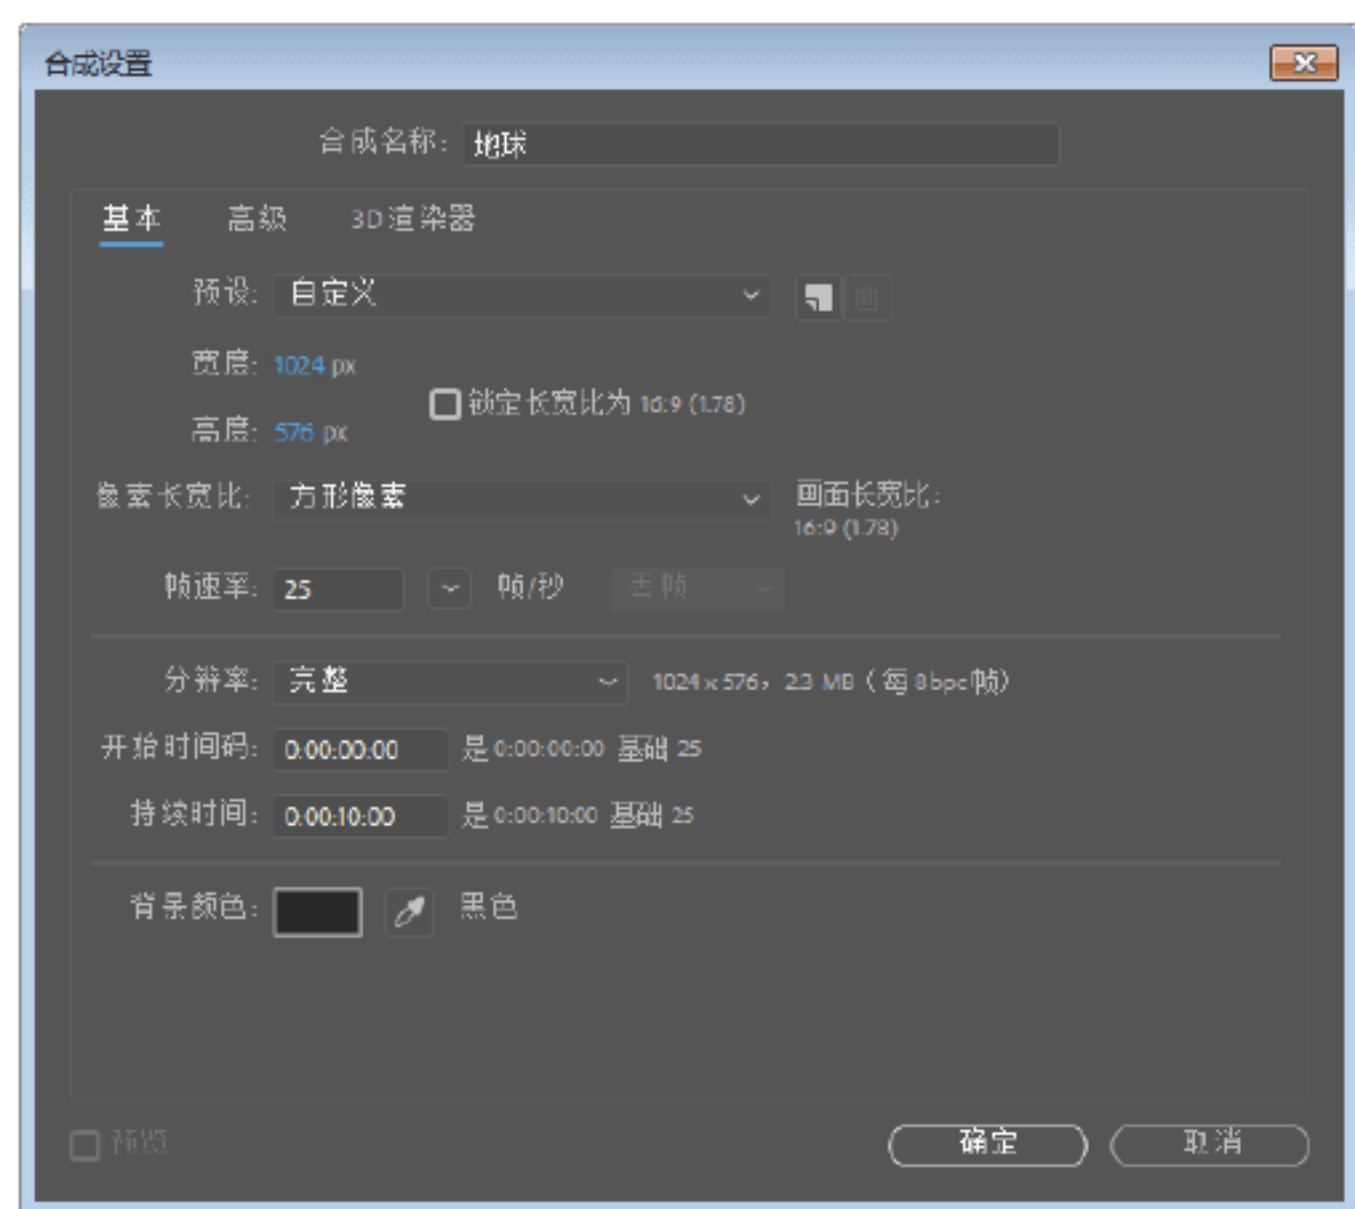 合成设置
合成名称: 地球
基本 高级 3D 渲染器
预设: 自定义
宽度: 1024 px
锁定长宽比为 16:9 (1.78)
高度: 576 px
像素长宽比: 方形像素 画面长宽比:
16:9 (1.78)
帧速率: 25 帧/秒 丢帧
分辨率: 完整 1024 x 576，2.3 MB（每 8bpc 帧）
开始时间码: 0:00:00:00 是 0:00:00:00 基础 25
持续时间: 0:00:10:00 是 0:00:10:00 基础 25
背景颜色: 黑色
预览 确定 取消